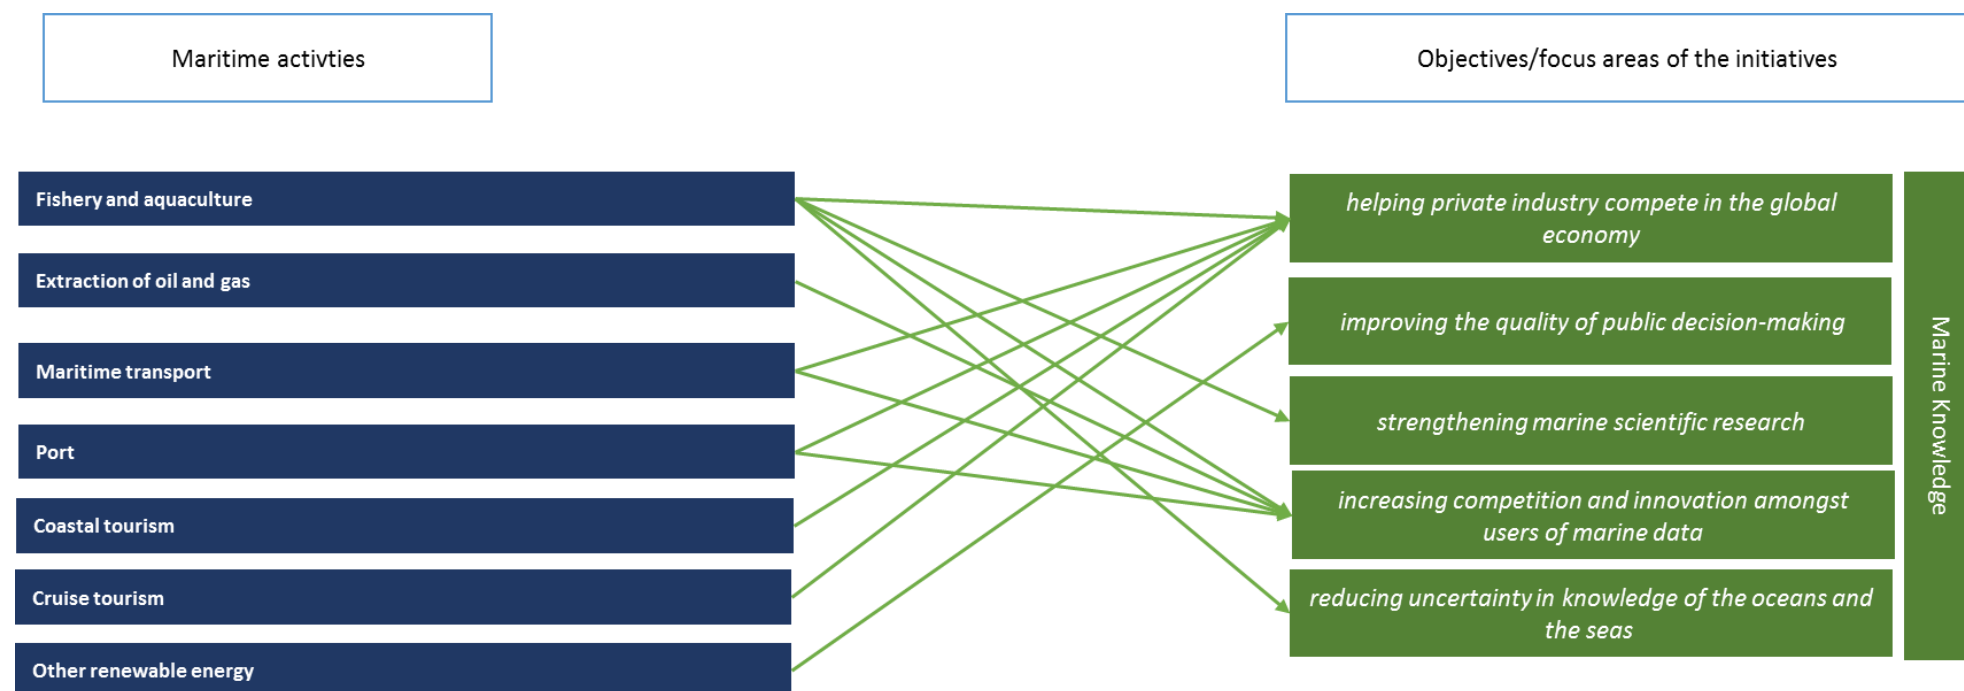 Maritime activties
Objectives/focus areas of the initiatives
Fishery and aquaculture
Extraction of oil and gas
Maritime transport
Port
Coastal tourism
Cruise tourism
Other renewable energy
helping private industry compete in the global
economy
improving the quality of public decision-making
strengthening marine scientific research
increasing competition and innovation amongst
users of marine data
reducing uncertainty in knowledge of the oceans and
the seas
Marine Knowledge